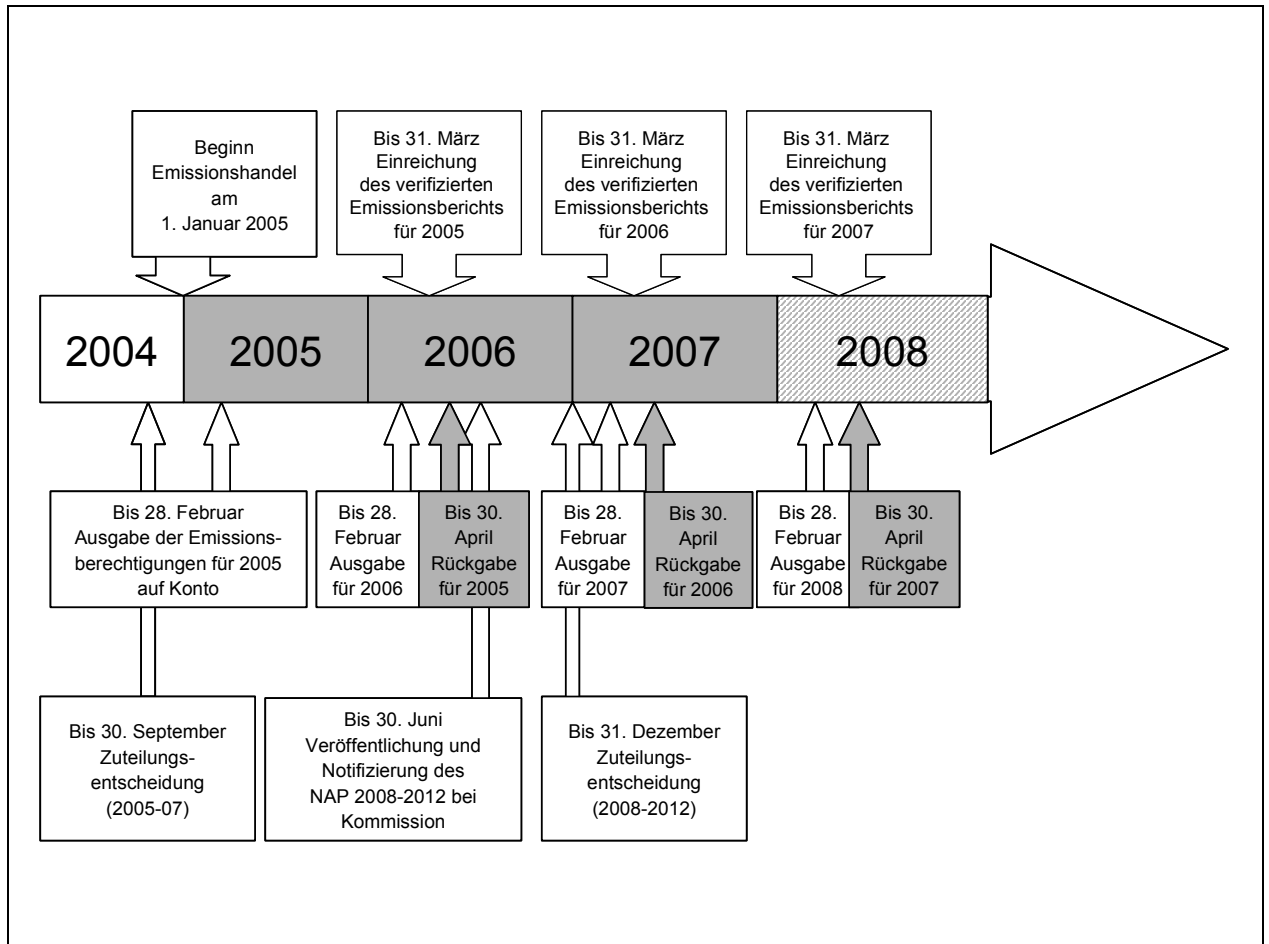 Beginn
Emissionshandel
am
1. Januar 2005
Bis 31. März
Einreichung
des verifizierten
Emissionsberichts
für 2005
Bis 31. März
Einreichung
des verifizierten
Emissionsberichts
für 2006
Bis 31. März
Einreichung
des verifizierten
Emissionsberichts
für 2007
2004
2005
2006
2007
2008
Bis 28. Februar
Ausgabe der Emissions-
berechtigungen für 2005
auf Konto
Bis 28.
Februar
Ausgabe
für 2006
Bis 30.
April
Rückgabe
für 2005
Bis 28.
Februar
Ausgabe
für 2007
Bis 30.
April
Rückgabe
für 2006
Bis 28.
Februar
Ausgabe
für 2008
Bis 30.
April
Rückgabe
für 2007
Bis 30. September
Zuteilungs-
entscheidung
(2005-07)
Bis 30. Juni
Veröffentlichung und
Notifizierung des
NAP 2008-2012 bei
Kommission
Bis 31. Dezember
Zuteilungs-
entscheidung
(2008-2012)